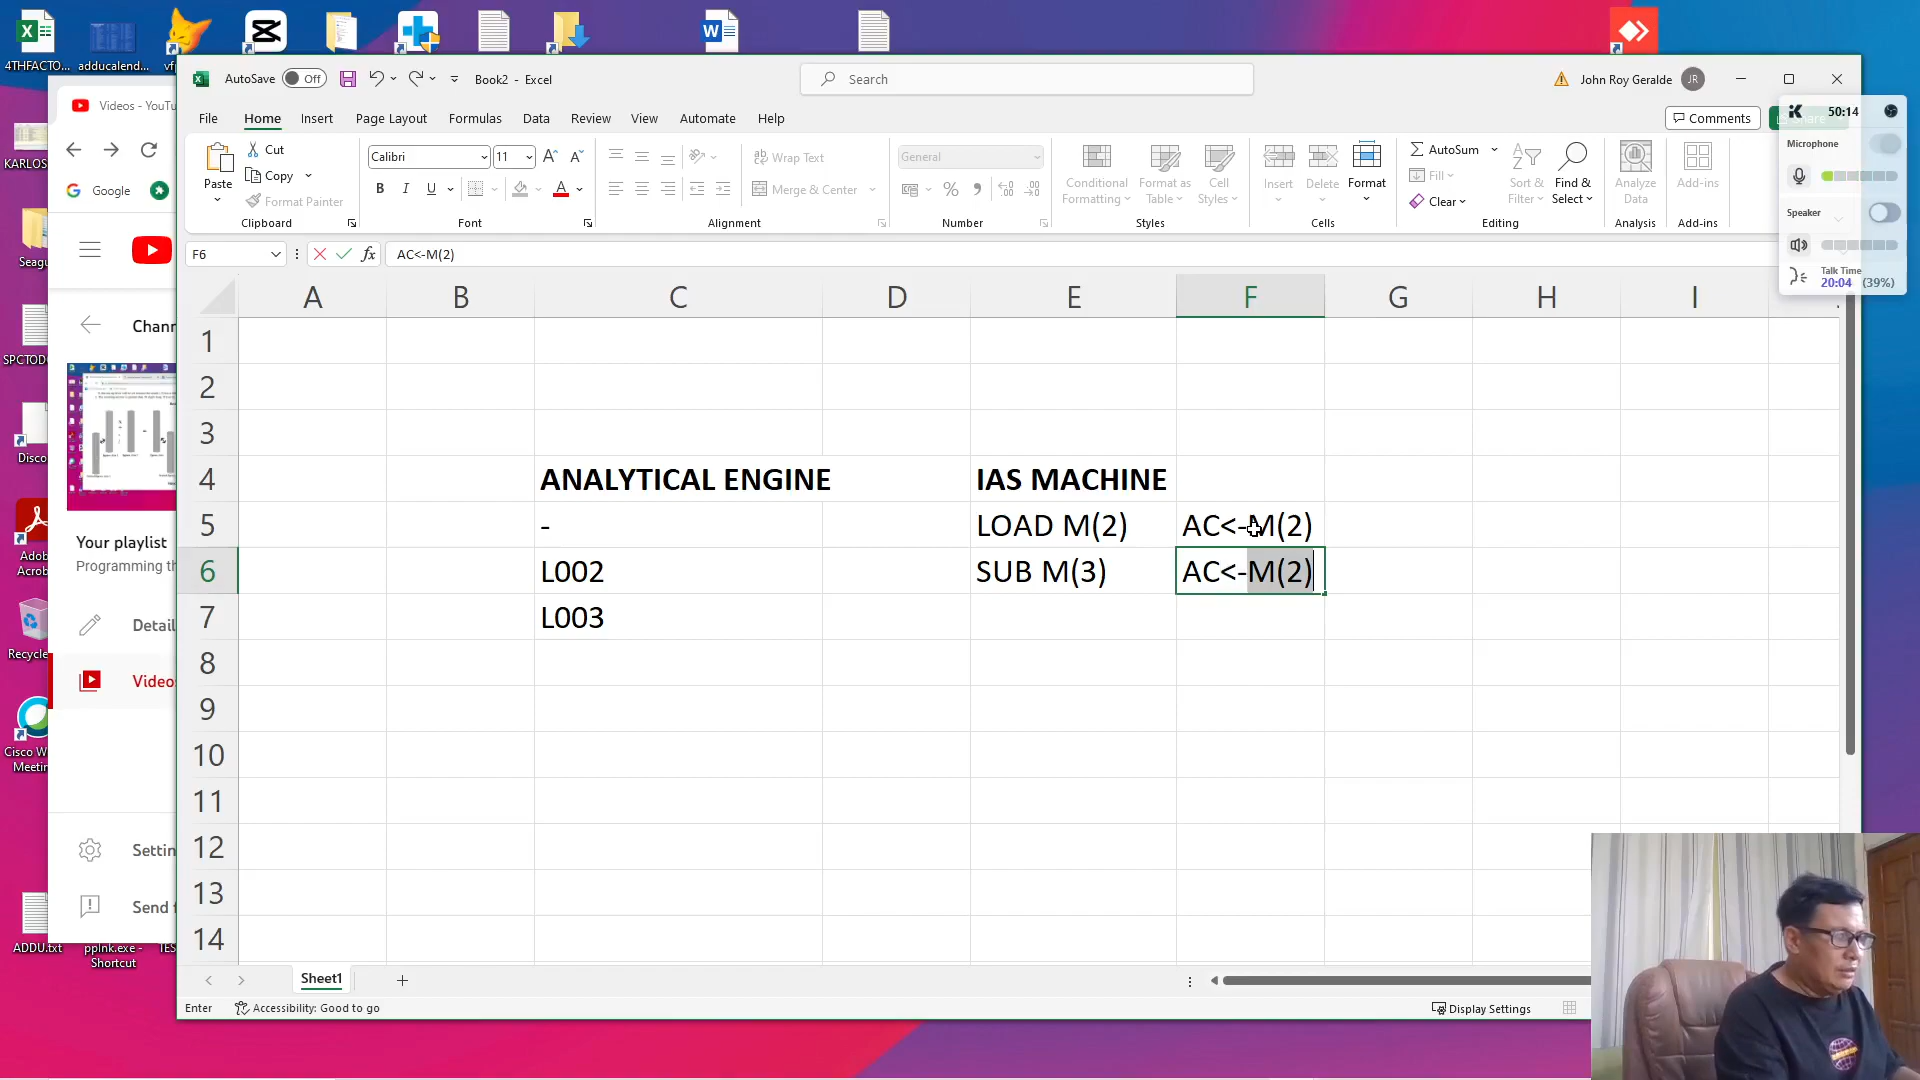 4THFACTO...
adducalend...
vf
AutoSave Off
Book2 - Excel
Search
John Roy Geralde JR
Videos - YouTu
File Home Insert Page Layout Formulas Data Review View Automate Help
Comments
50:14
Microphone
Speaker
Talk Time
20:04 (39%)
KARLOS
Google
Paste
Cut
Copy
Format Painter
Clipboard
Calibri 11
B I U
Font
Wrap Text
Merge & Center
Alignment
General
Number
Conditional Formatting
Format as Table
Cell Styles
Styles
Insert Delete Format
Cells
AutoSum
Fill
Clear
Sort & Filter
Find & Select
Editing
Analyze Data
Analysis
Add-ins
Add-ins
F6
fx AC<-M(2)
Seagu
A B C D E F G H I
1
2
3
4 ANALYTICAL ENGINE IAS MACHINE
5 - LOAD M(2) AC<-M(2)
6 L002 SUB M(3) AC<-M(2)
7 L003
8
9
10
11
12
13
14
Chann
SPCTOD
Disco
Your playlist
Adob
Acrob
Detail
Recycle
Video
Cisco W
Meetin
Settin
Send f
ADDU.txt
ppInk.exe -
Shortcut
TES
Sheet1
Enter
Accessibility: Good to go
Display Settings